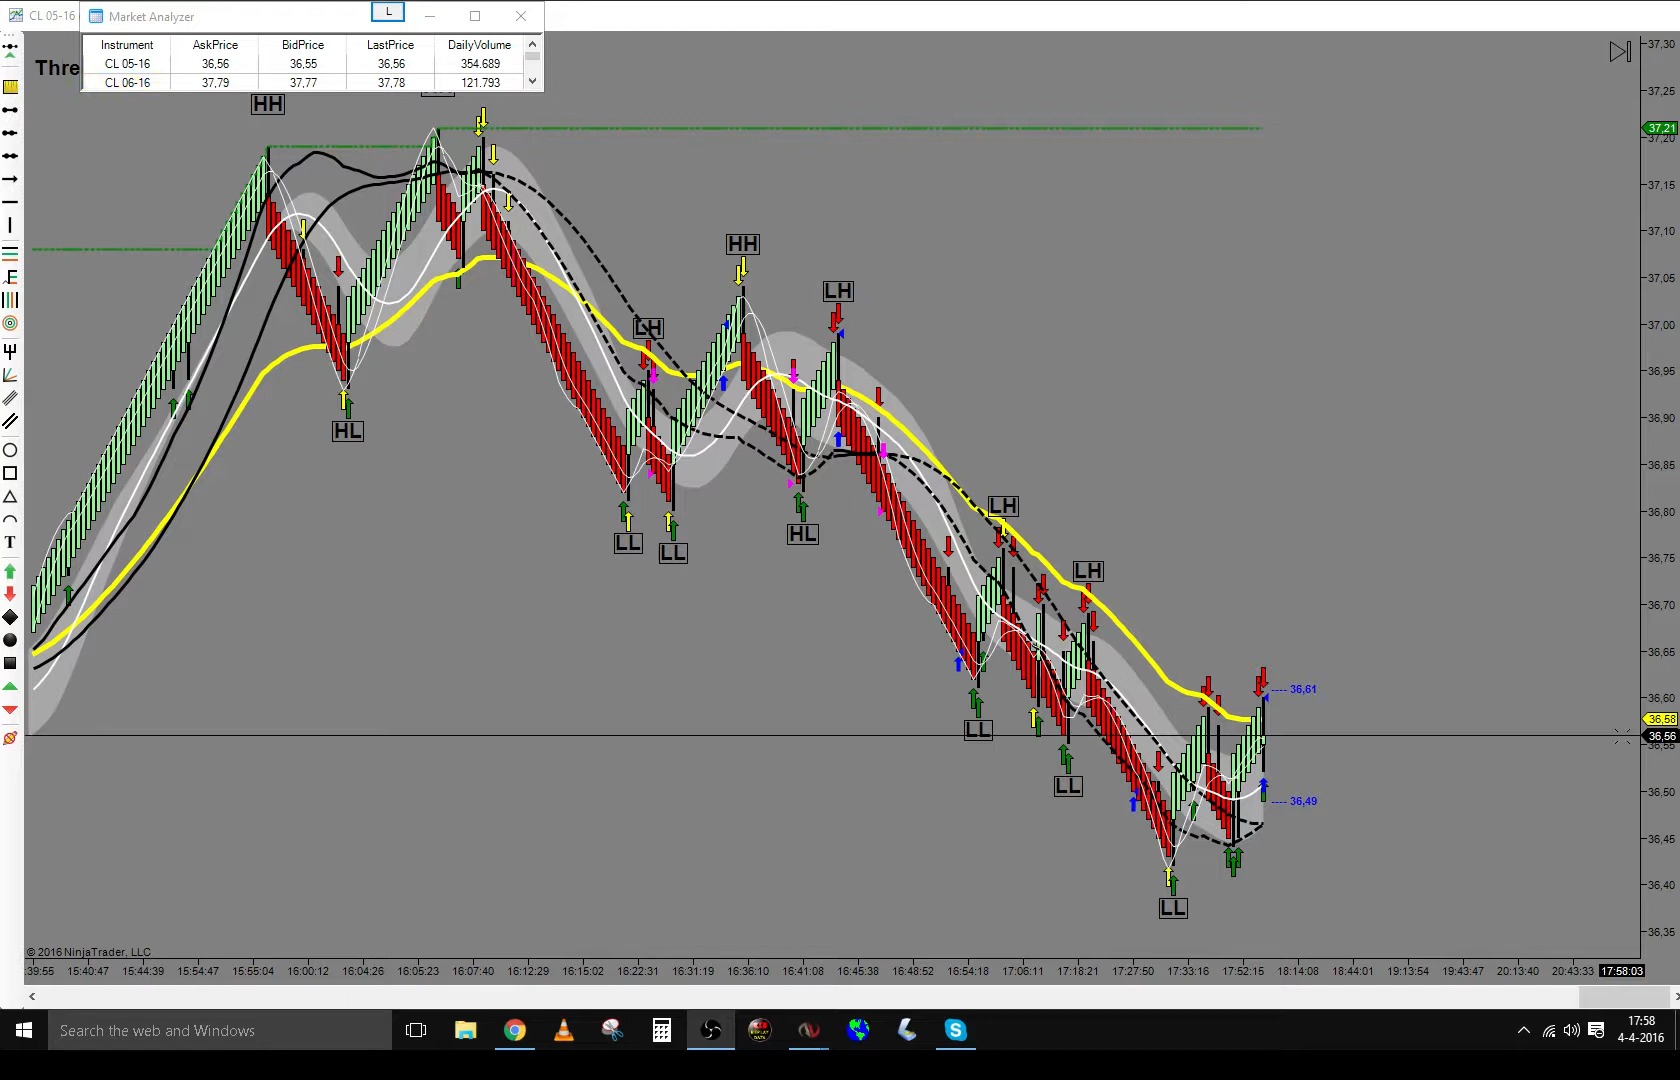 CL 05-16
Market Analyzer
L
Instrument AskPrice BidPrice LastPrice DailyVolume
CL 05-16 36,56 36,55 36,56 354.689
CL 06-16 37,79 37,77 37,78 121.793
Thre
HH
HL
LH
LL
LL
HH
LH
HL
LH
LL
LH
LL
LL
---- 36,61
---- 36,49
37,30
37,25
37,21
37,20
37,15
37,10
37,05
37,00
36,95
36,90
36,85
36,80
36,75
36,70
36,65
36,60
36,58
36,56
36,55
36,50
36,45
36,40
36,35
T
© 2016 NinjaTrader, LLC
:39:55 15:40:47 15:44:39 15:54:47 15:55:04 16:00:12 16:04:26 16:05:23 16:07:40 16:12:29 16:15:02 16:22:31 16:31:19 16:36:10 16:41:08 16:45:38 16:48:52 16:54:18 17:06:11 17:18:21 17:27:50 17:33:16 17:52:15 18:14:08 18:44:01 19:13:54 19:43:47 20:13:40 20:43:33 17:58:03
Search the web and Windows
17:58
4-4-2016